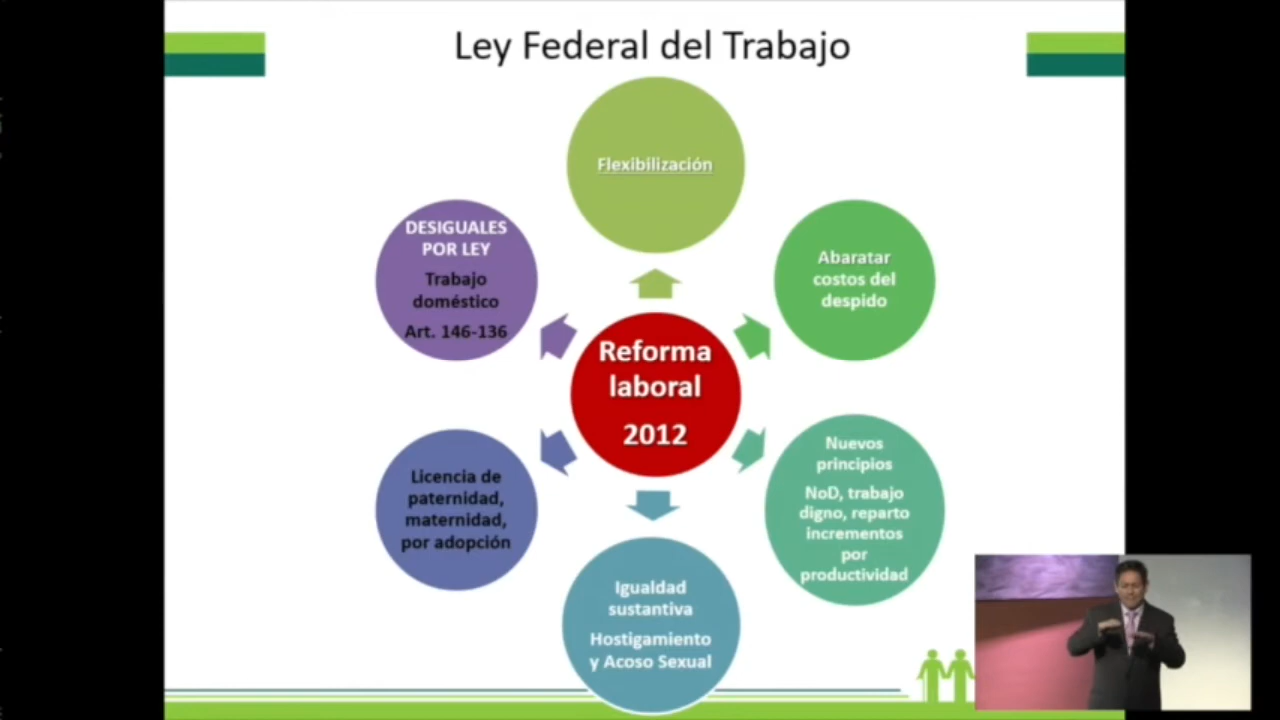 Ley Federal del Trabajo
Flexibilización
DESIGUALES
POR LEY
Trabajo
doméstico
Art. 146-136
Abaratar
costos del
despido
Reforma
laboral
2012
Licencia de
paternidad,
maternidad,
por adopción
Nuevos
principios
NoD, trabajo
digno, reparto
incrementos
por
productividad
Igualdad
sustantiva
Hostigamiento
y Acoso Sexual